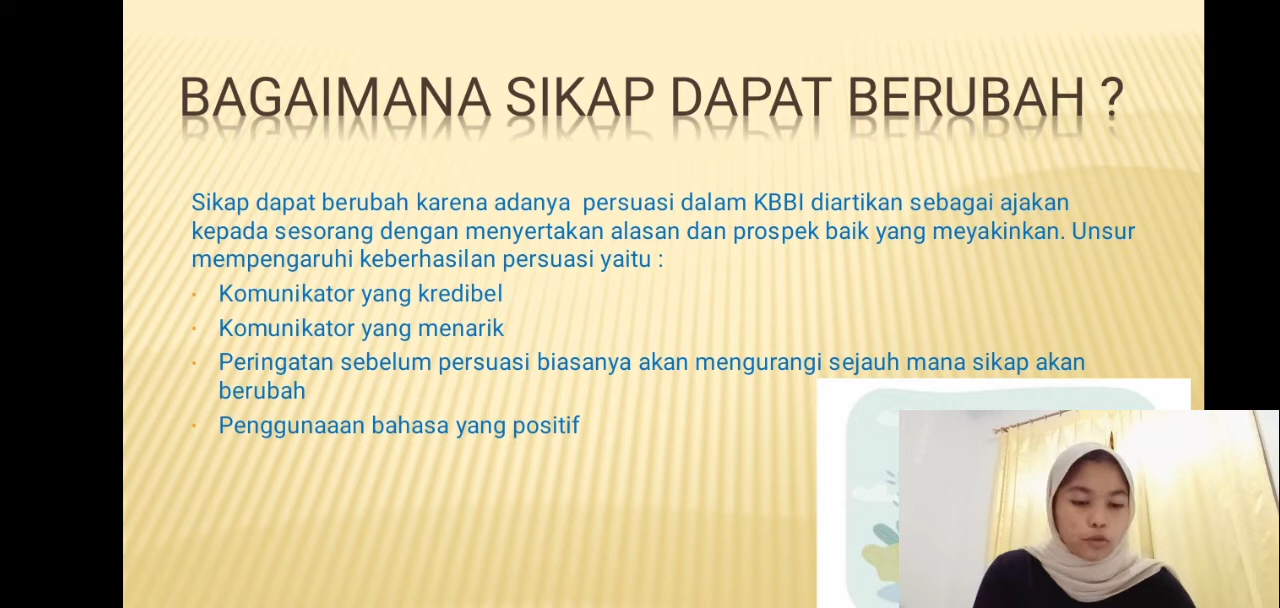 BAGAIMANA SIKAP DAPAT BERUBAH ?
Sikap dapat berubah karena adanya  persuasi dalam KBBI diartikan sebagai ajakan
kepada sesorang dengan menyertakan alasan dan prospek baik yang meyakinkan. Unsur
mempengaruhi keberhasilan persuasi yaitu :
• Komunikator yang kredibel
• Komunikator yang menarik
• Peringatan sebelum persuasi biasanya akan mengurangi sejauh mana sikap akan
berubah
• Penggunaaan bahasa yang positif